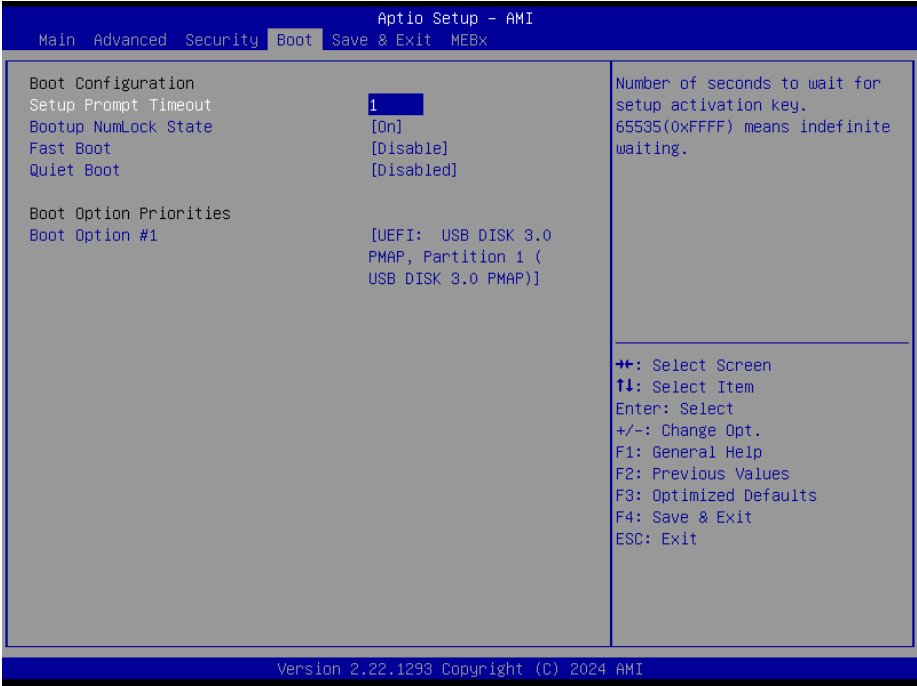 Aptio Setup – AMI
Main Advanced Security Boot Save & Exit MEBx
Boot Configuration
Setup Prompt Timeout 1
Bootup NumLock State [On]
Fast Boot [Disable]
Quiet Boot [Disabled]
Boot Option Priorities
Boot Option #1 [UEFI: USB DISK 3.0
PMAP, Partition 1 (
USB DISK 3.0 PMAP)]
Number of seconds to wait for
setup activation key.
65535(0xFFFF) means indefinite
waiting.
→←: Select Screen
↑↓: Select Item
Enter: Select
+/-: Change Opt.
F1: General Help
F2: Previous Values
F3: Optimized Defaults
F4: Save & Exit
ESC: Exit
Version 2.22.1293 Copyright (C) 2024 AMI